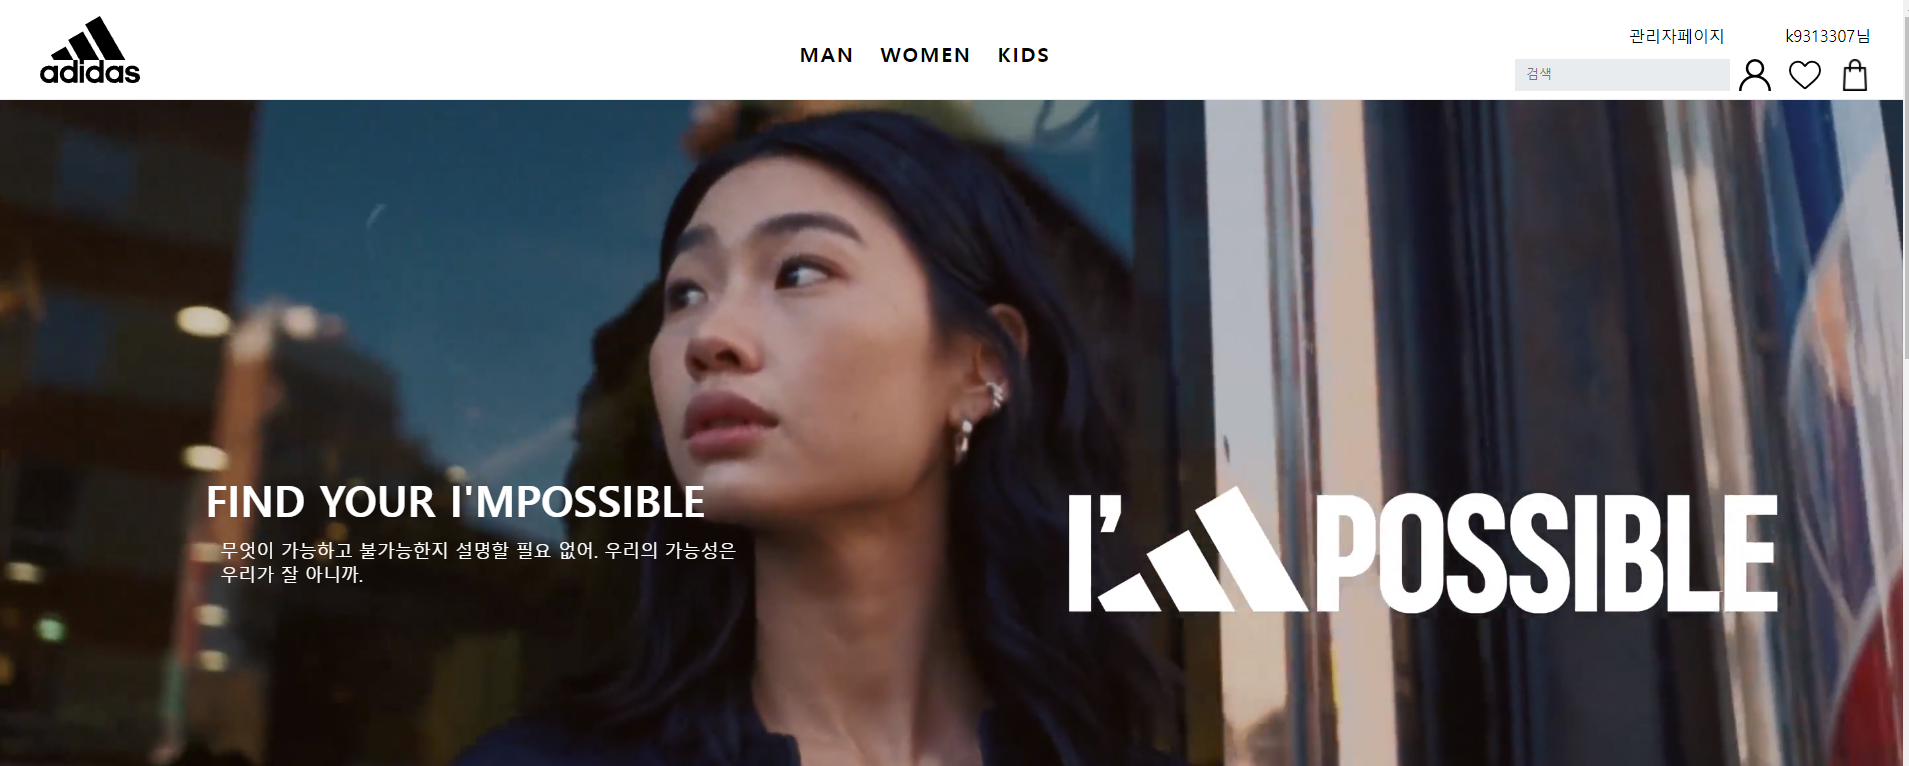 adidas
MAN WOMEN KIDS
관리자페이지 k9313307님
검색
FIND YOUR I'MPOSSIBLE
무엇이 가능하고 불가능한지 설명할 필요 없어. 우리의 가능성은
우리가 잘 아니까.
I'MPOSSIBLE